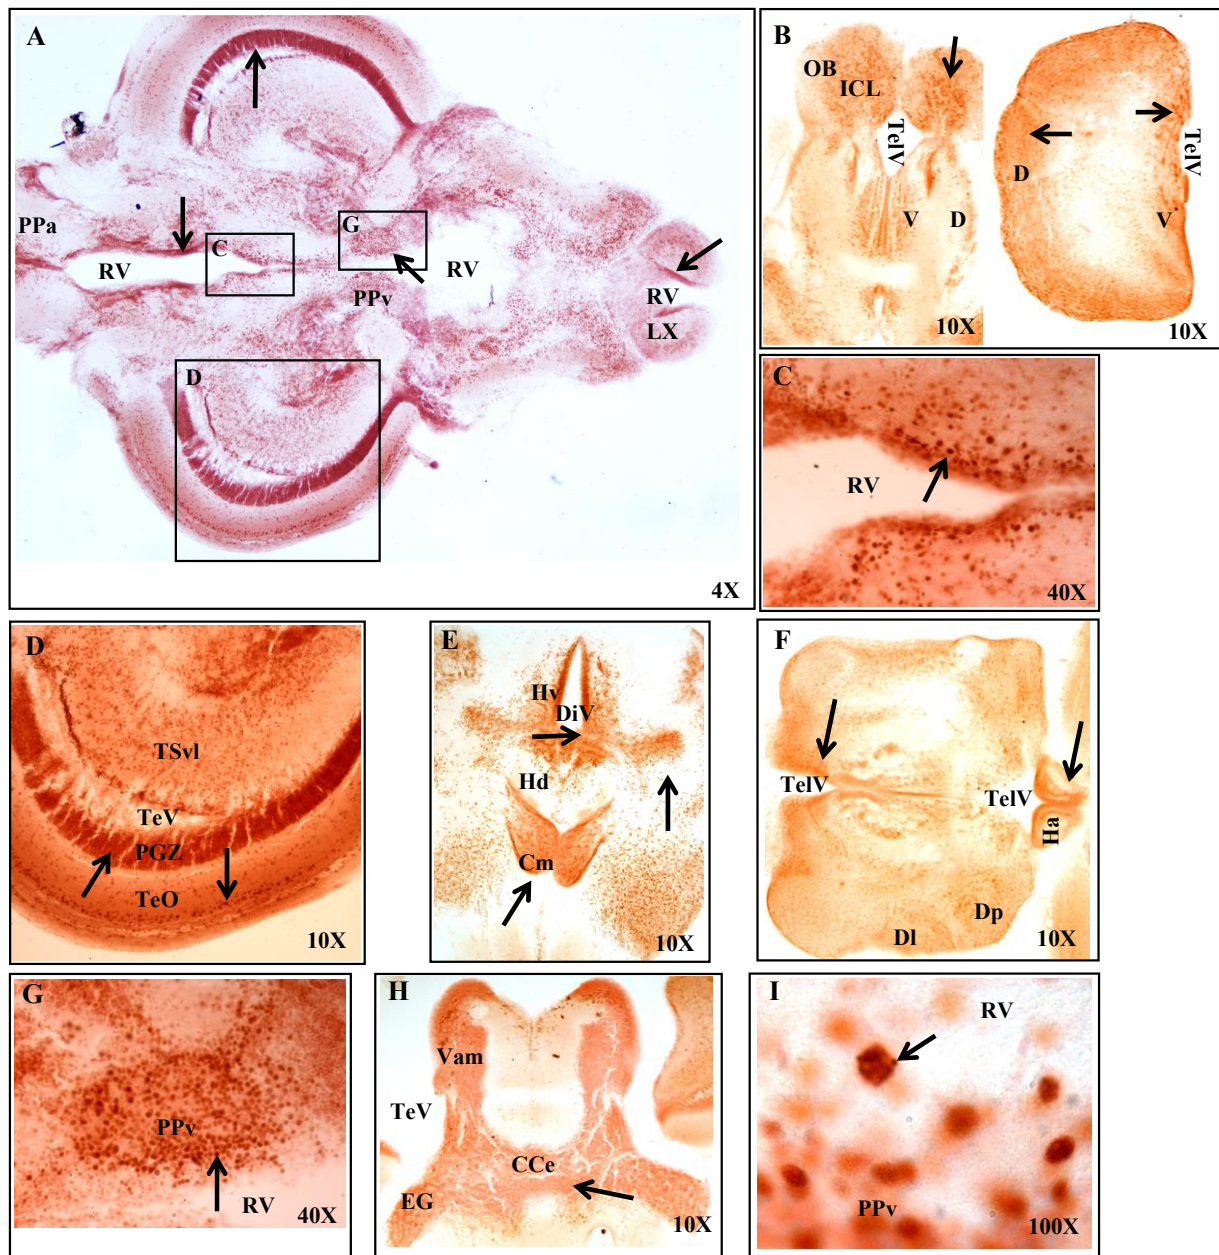 A
PPa
RV
C
G
RV
PPv
RV
LX
D
4X
B
OB
ICL
TelV
V
D
10X
D
TelV
V
10X
C
RV
40X
D
TSvl
TeV
PGZ
TeO
10X
E
Hv
DiV
Hd
Cm
10X
F
TelV
TelV
Ha
Dp
Dl
10X
G
PPv
RV
40X
H
Vam
TeV
CCe
EG
10X
I
RV
PPv
100X